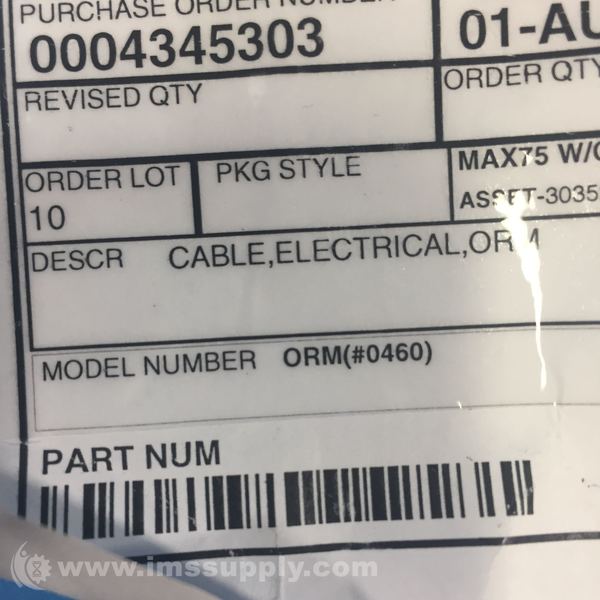 PURCHASE ORDER NUMBER
0004345303
01-AU
REVISED QTY
ORDER QTY
ORDER LOT
10
PKG STYLE
MAX75 W/
ASSET-3035
DESCR CABLE,ELECTRICAL,ORM
MODEL NUMBER ORM(#0460)
PART NUM
www.imssupply.com